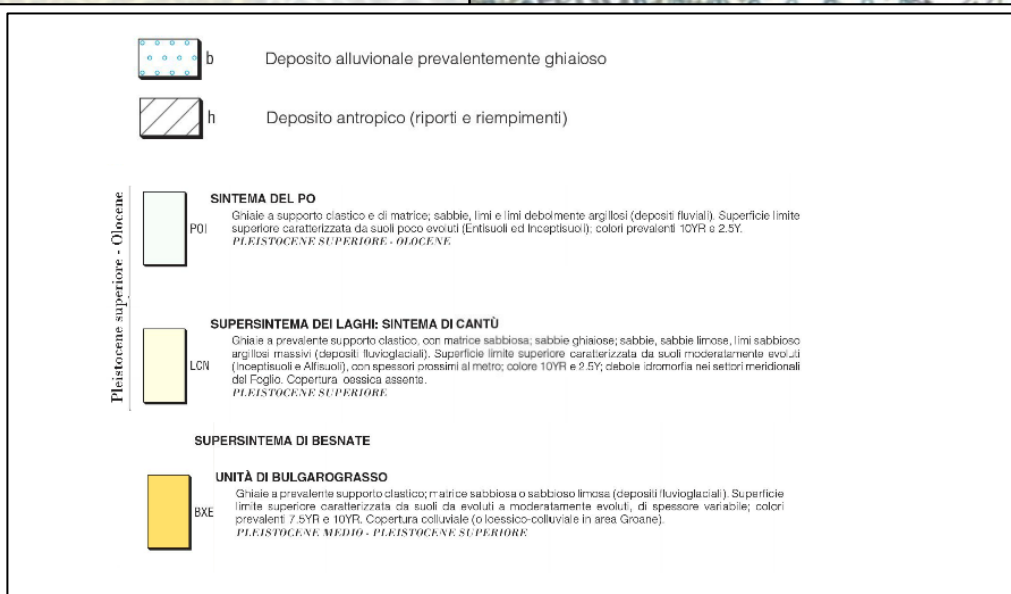 b Deposito alluvionale prevalentemente ghiaioso
h Deposito antropico (riporti e riempimenti)
Pleistocene superiore - Olocene
SINTEMA DEL PO
POI
Ghiaie a supporto clastico e di matrice; sabbie, limi e limi debolmente argillosi (depositi fluviali). Superficie limite
superiore caratterizzata da suoli poco evoluti (Entisuoli ed Inceptisuoli); colori prevalenti 10YR e 2.5Y.
PLEISTOCENE SUPERIORE - OLOCENE
SUPERSINTEMA DEI LAGHI: SINTEMA DI CANTÙ
LCN
Ghiaie a prevalente supporto clastico, con matrice sabbiosa; sabbie ghiaiose; sabbie, sabbie limose, limi sabbioso
argillosi massivi (depositi fluvioglaciali). Superficie limite superiore caratterizzata da suoli moderatamente evoluti
(Inceptisuoli e Alfisuoli), con spessori prossimi al metro; colore 10YR e 2.5Y; debole idromorfia nei settori meridionali
del Foglio. Copertura oessica assente.
PLEISTOCENE SUPERIORE
SUPERSINTEMA DI BESNATE
UNITÀ DI BULGAROGRASSO
BXE
Ghiaie a prevalente supporto clastico; matrice sabbiosa o sabbioso limosa (depositi fluvioglaciali). Superficie
limite superiore caratterizzata da suoli da evoluti a moderatamente evoluti, di spessore variabile; colori
prevalenti 7.5YR e 10YR. Copertura colluviale (o loessico-colluviale in area Groane).
PLEISTOCENE MEDIO - PLEISTOCENE SUPERIORE